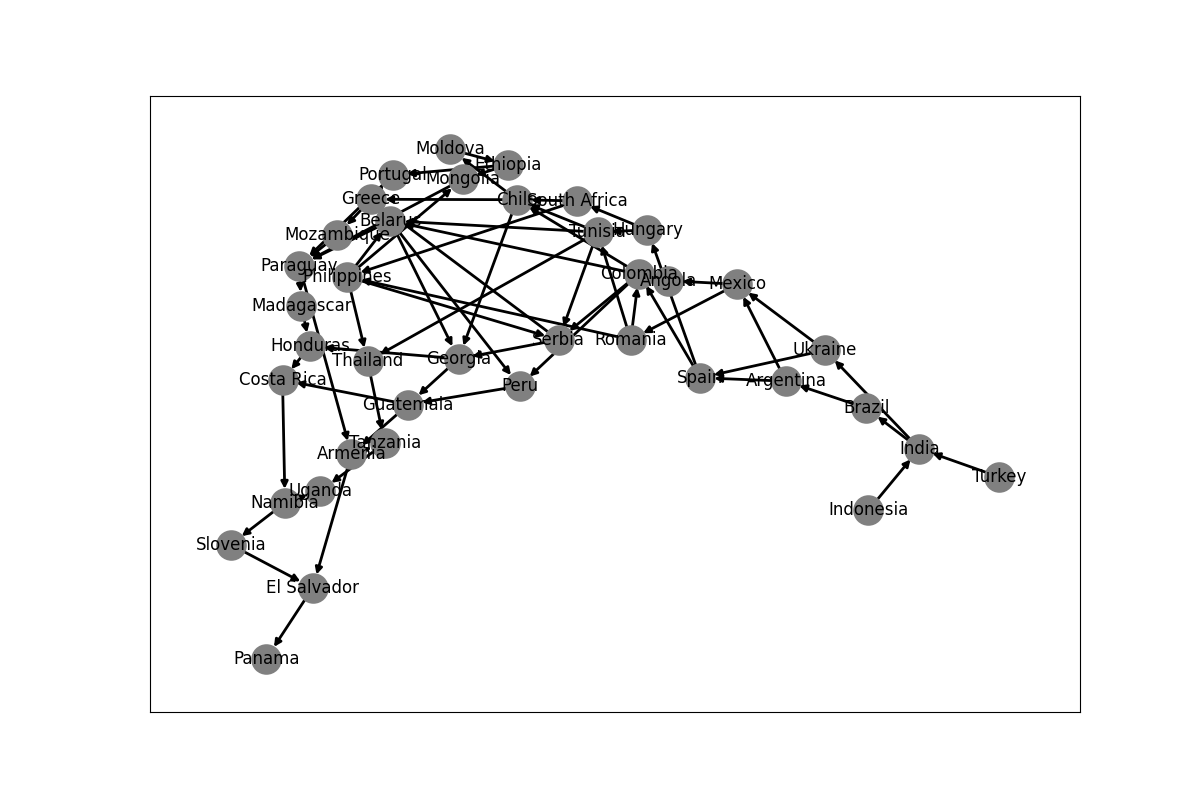 Moldova
Ethiopia
Portugal
Mongolia
Greece
Chile
South Africa
Belarus
Mozambique
Tunisia
Hungary
Paraguay
Philippines
Colombia
Angola
Mexico
Madagascar
Honduras
Thailand
Georgia
Serbia
Romania
Ukraine
Costa Rica
Peru
Spain
Argentina
Guatemala
Brazil
Tanzania
Armenia
India
Uganda
Namibia
Turkey
Indonesia
Slovenia
El Salvador
Panama